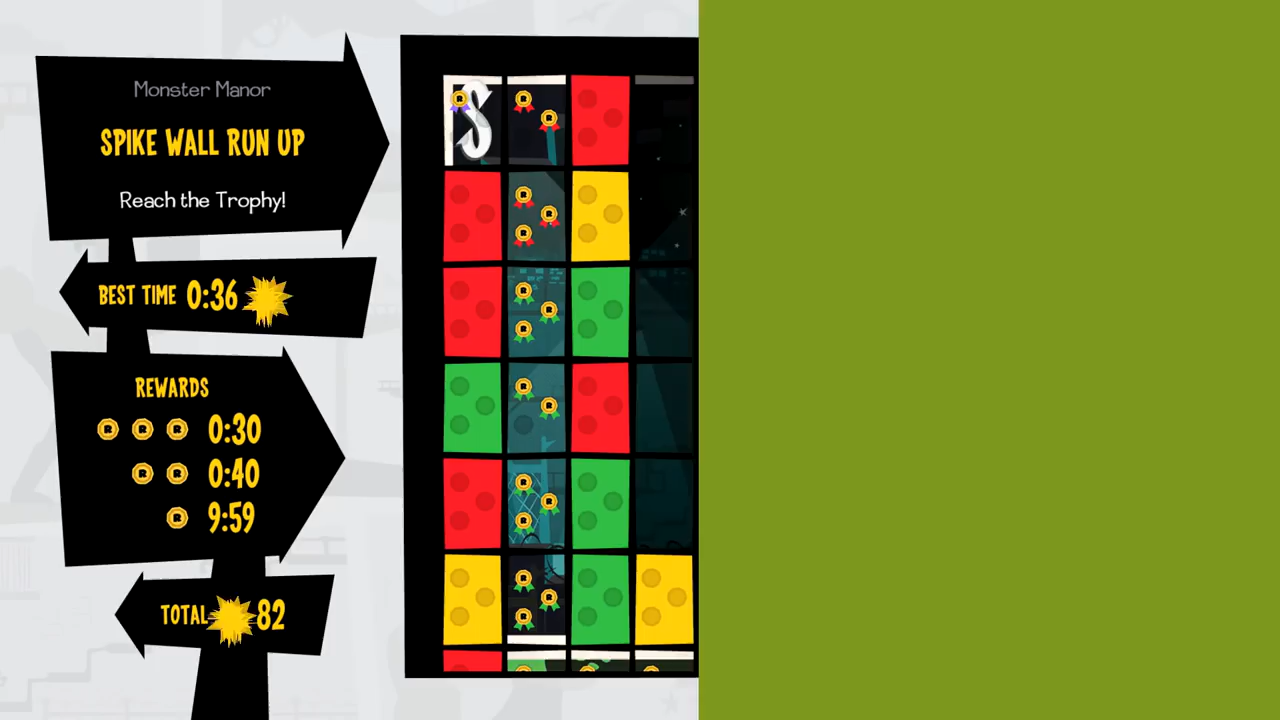 Monster Manor
SPIKE WALL RUN UP
Reach the Trophy!
BEST TIME 0:36
REWARDS
R R R 0:30
R R 0:40
R 9:59
TOTAL 82